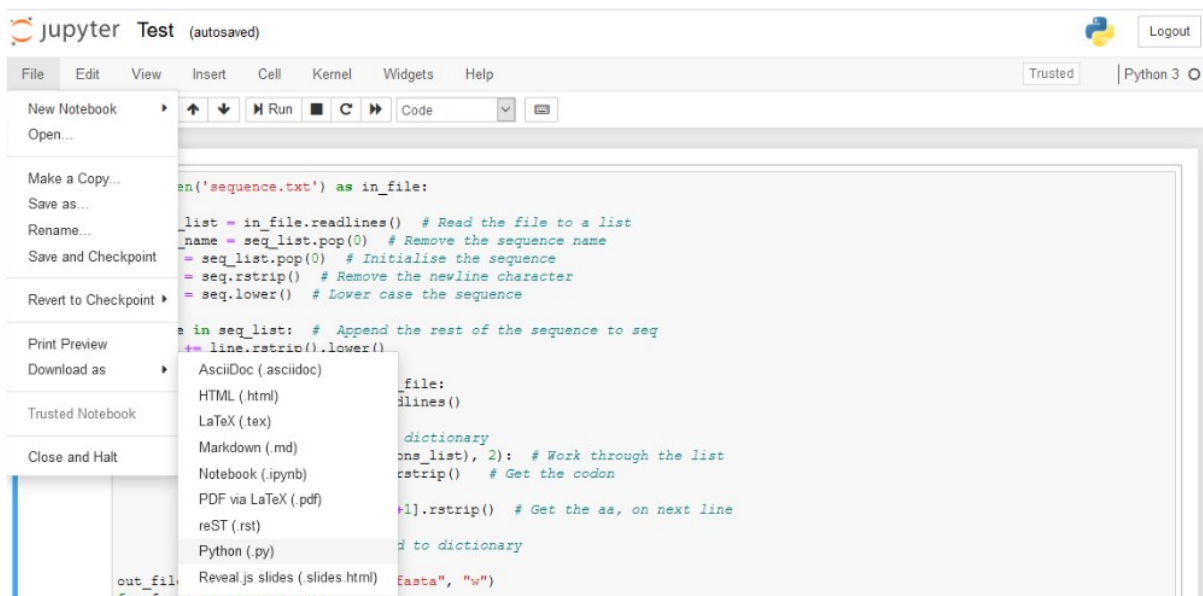 jupyter Test (autosaved)
Logout
File Edit View Insert Cell Kernel Widgets Help
Trusted
Python 3
New Notebook
Open...
Make a Copy...
Save as...
Rename...
Save and Checkpoint
Revert to Checkpoint
Print Preview
Download as
Trusted Notebook
Close and Halt
Run
Code
en('sequence.txt') as in_file:
_list = in_file.readlines() # Read the file to a list
_name = seq_list.pop(0) # Remove the sequence name
= seq_list.pop(0) # Initialise the sequence
= seq.rstrip() # Remove the newline character
= seq.lower() # Lower case the sequence
e in seq_list: # Append the rest of the sequence to seq
+= line.rstrip().lower()
AsciiDoc (.asciidoc)
HTML (.html)
LaTeX (.tex)
Markdown (.md)
Notebook (.ipynb)
PDF via LaTeX (.pdf)
reST (.rst)
Python (.py)
Reveal.js slides (.slides.html)
_file:
dlines()
dictionary
ons_list), 2): # Work through the list
rstrip() # Get the codon
+1].rstrip() # Get the aa, on next line
d to dictionary
out_fil
fasta", "w")